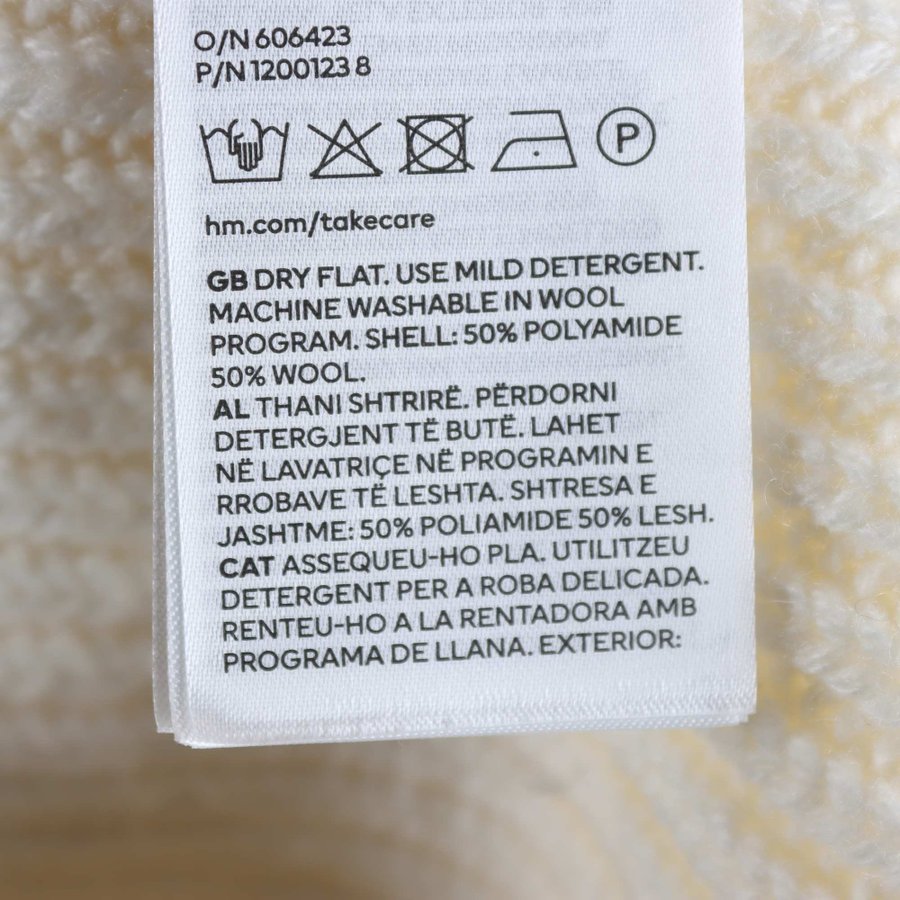 O/N 606423
P/N 1200123 8
P
hm.com/takecare
GB DRY FLAT. USE MILD DETERGENT.
MACHINE WASHABLE IN WOOL
PROGRAM. SHELL: 50% POLYAMIDE
50% WOOL.
AL THANI SHTRIRË. PËRDORNI
DETERGJENT TË BUTË. LAHET
NË LAVATRIÇE NË PROGRAMIN E
RROBAVE TË LESHTA. SHTRESA E
JASHTME: 50% POLIAMIDE 50% LESH.
CAT ASSEQUEU-HO PLA. UTILITZEU
DETERGENT PER A ROBA DELICADA.
RENTEU-HO A LA RENTADORA AMB
PROGRAMA DE LLANA. EXTERIOR: